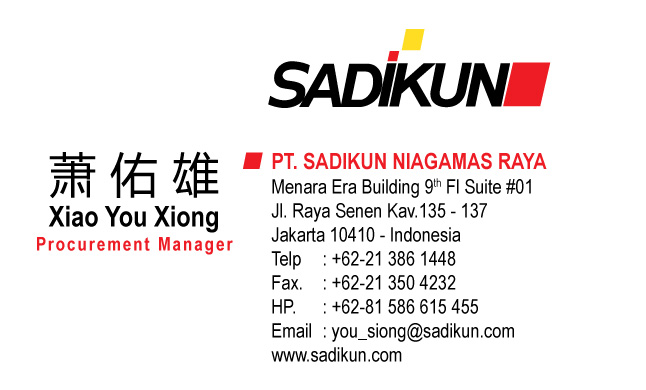 SADIKUN
萧佑雄
Xiao You Xiong
Procurement Manager
PT. SADIKUN NIAGAMAS RAYA
Menara Era Building 9th Fl Suite #01
Jl. Raya Senen Kav.135 - 137
Jakarta 10410 - Indonesia
Telp : +62-21 386 1448
Fax. : +62-21 350 4232
HP. : +62-81 586 615 455
Email : you_siong@sadikun.com
www.sadikun.com